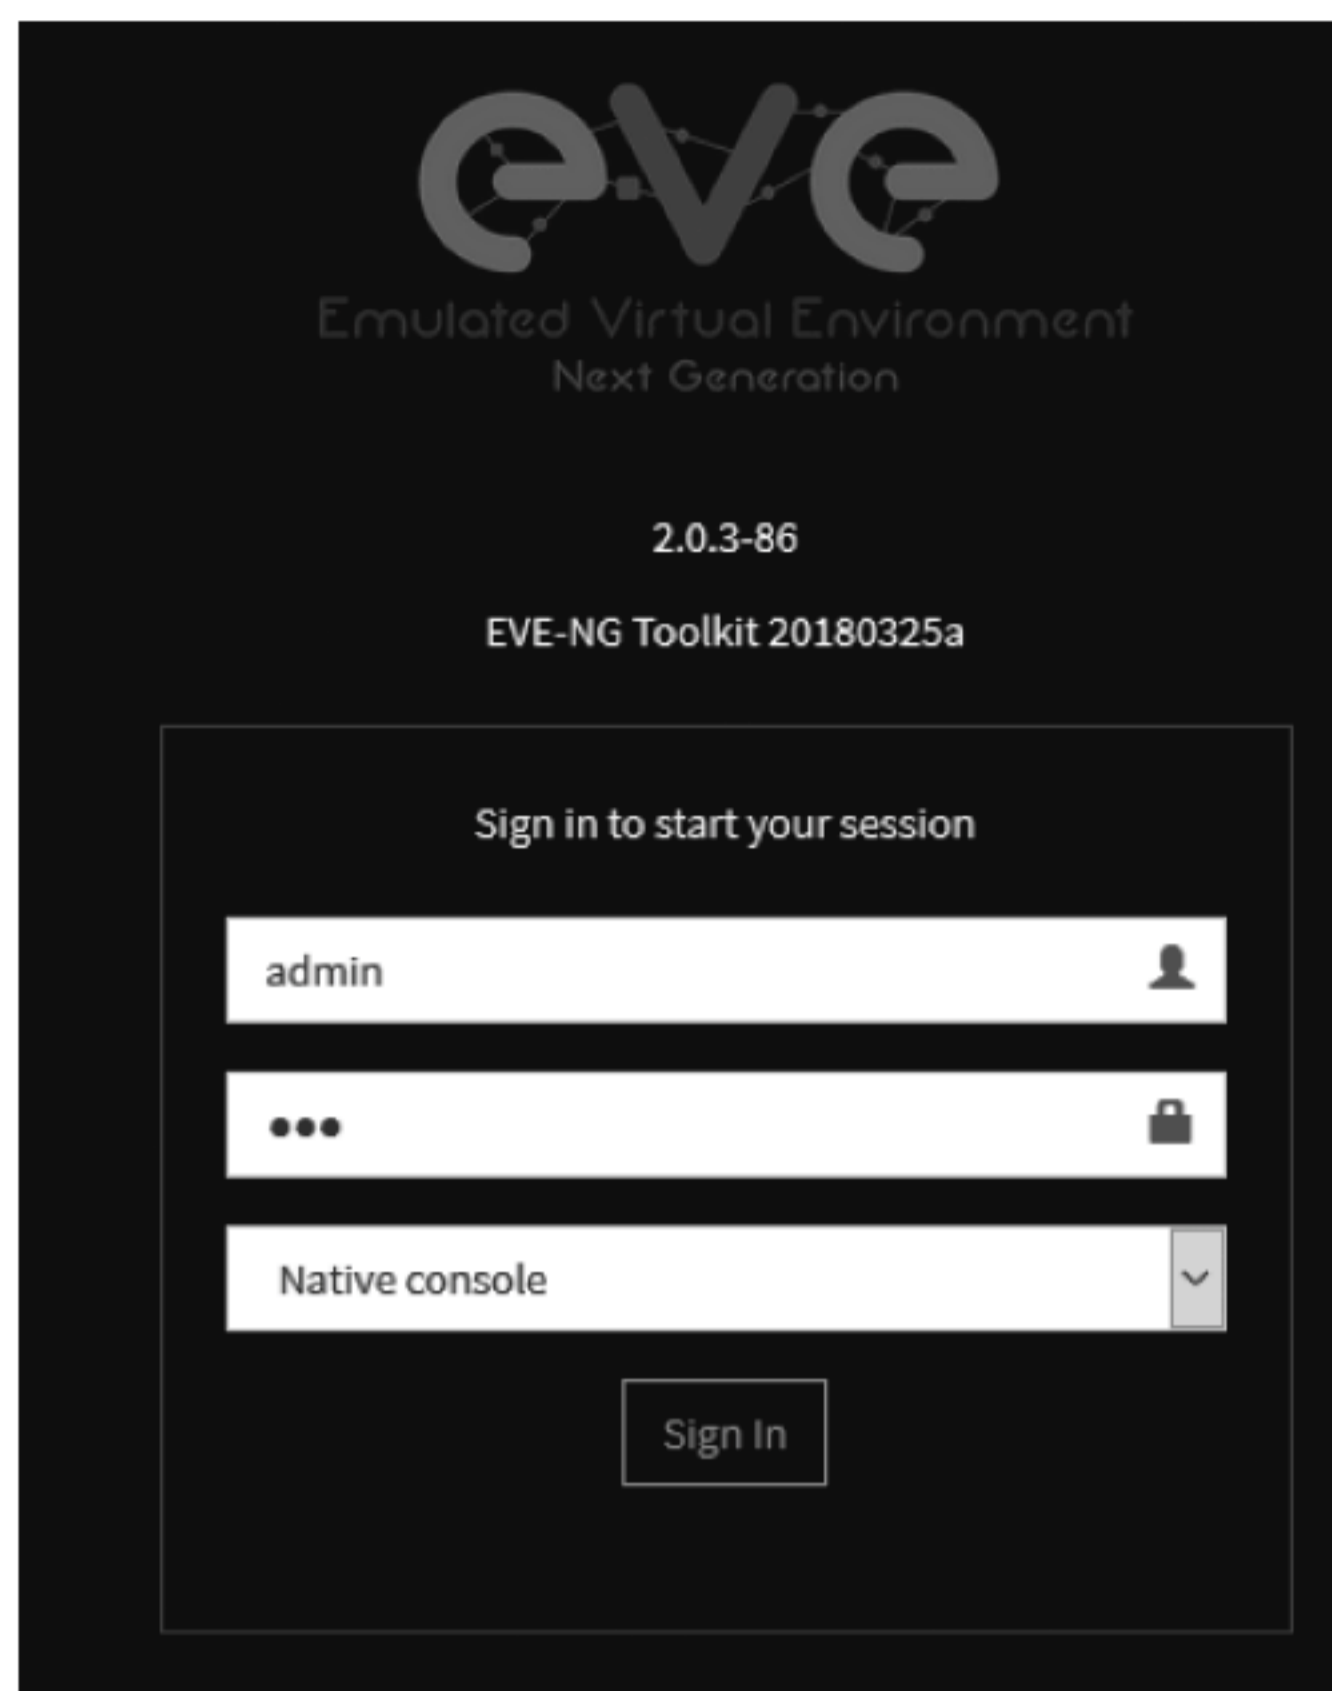 eve
Emulated Virtual Environment
Next Generation
2.0.3-86
EVE-NG Toolkit 20180325a
Sign in to start your session
admin
●●●
Native console
Sign In